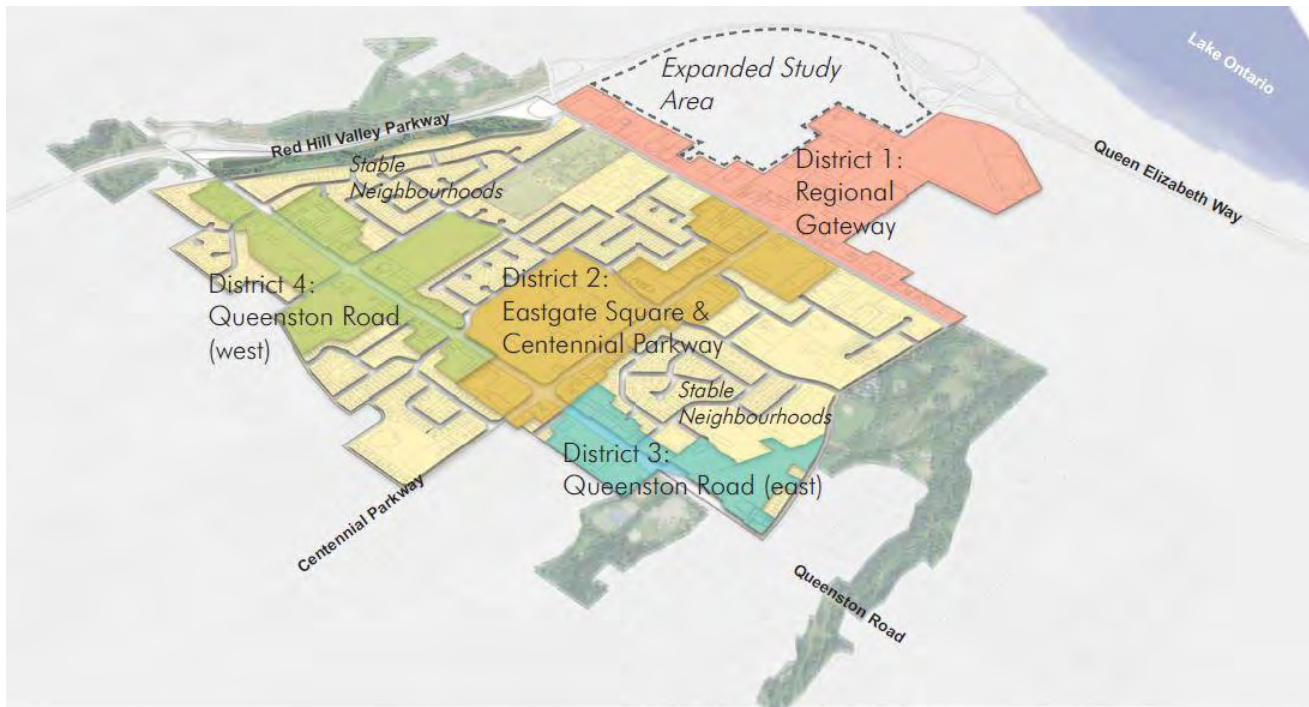 Lake Ontario
Expanded Study
Area
Red Hill Valley Parkway
Stable
Neighbourhoods
District 1:
Regional
Gateway
Queen Elizabeth Way
District 4:
Queenston Road
(west)
District 2:
Eastgate Square &
Centennial Parkway
Stable
Neighbourhoods
District 3:
Queenston Road (east)
Centennial Parkway
Queenston Road